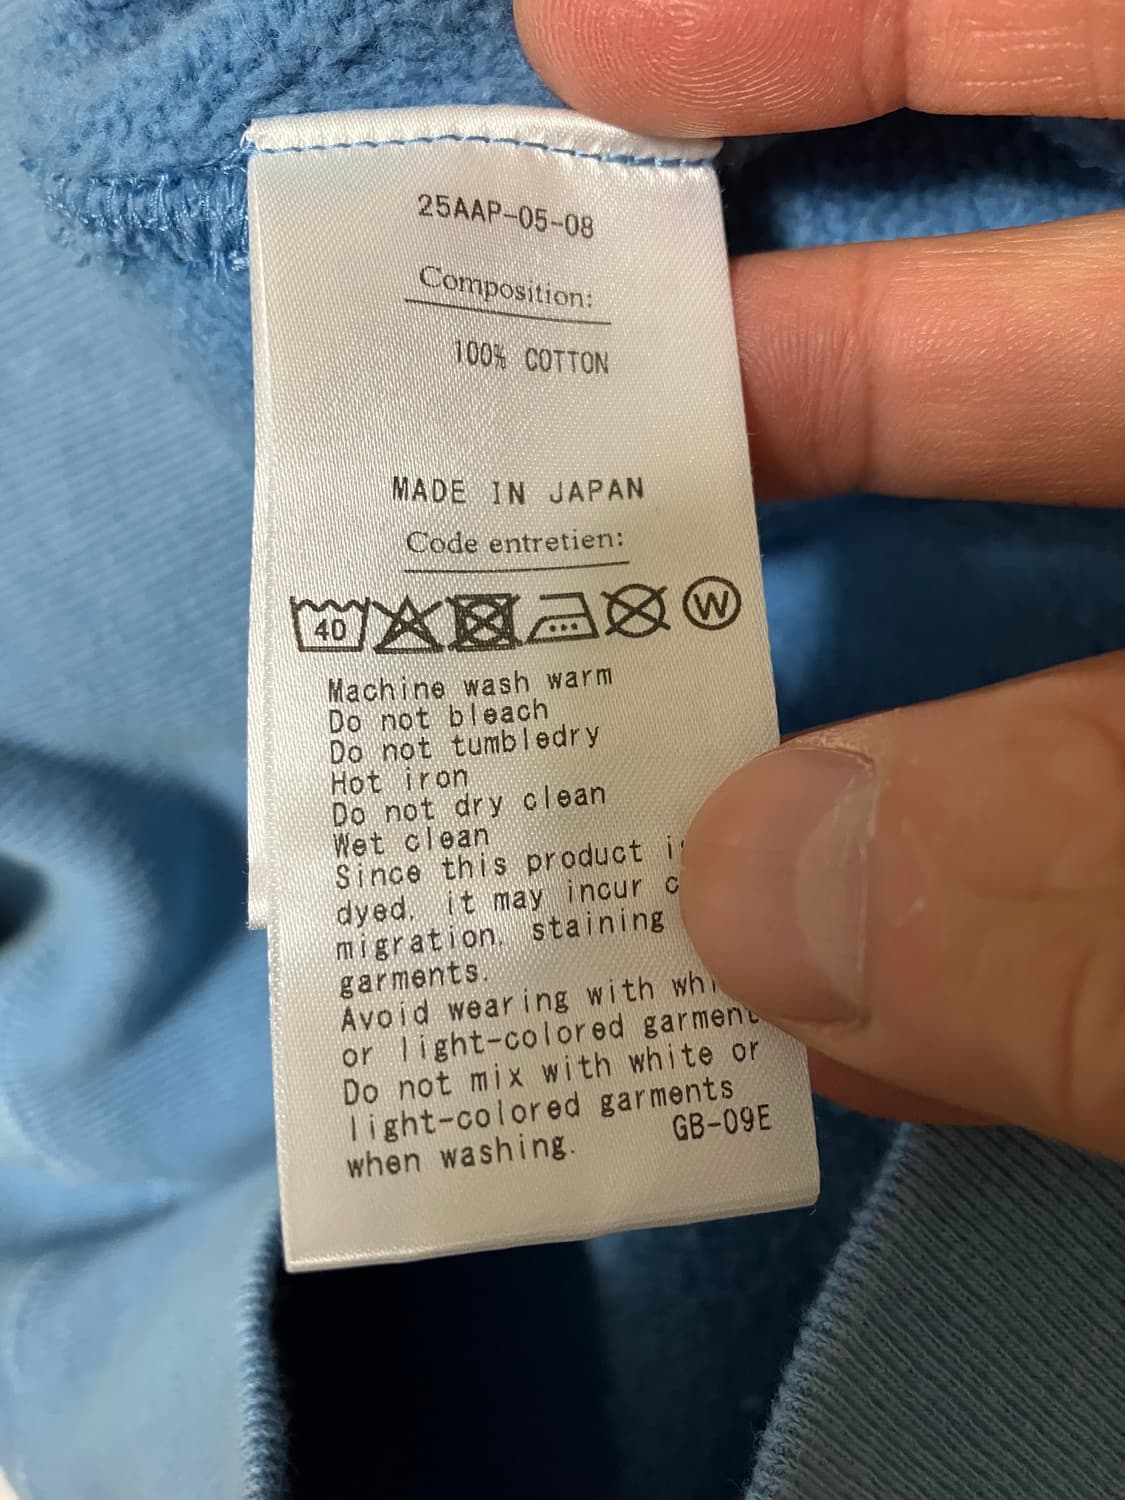 25AAP-05-08
Composition:
100% COTTON
MADE IN JAPAN
Code entretien:
40 W
Machine wash warm
Do not bleach
Do not tumbledry
Hot iron
Do not dry clean
Wet clean
Since this product
dyed, it may incur
migration, staining
garments.
Avoid wearing with
or light-colored
Do not mix with white or
light-colored garments
when washing. GB-09E